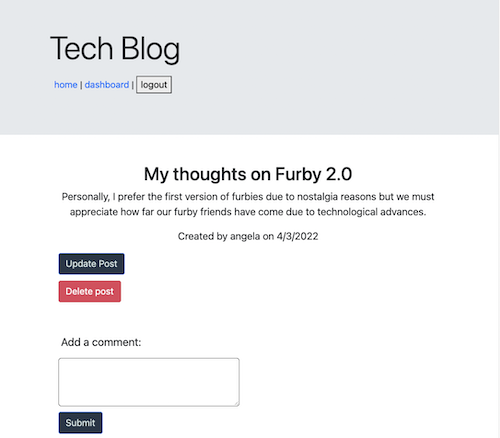 Tech Blog
home | dashboard | logout
My thoughts on Furby 2.0
Personally, I prefer the first version of furbies due to nostalgia reasons but we must
appreciate how far our furby friends have come due to technological advances.
Created by angela on 4/3/2022
Update Post
Delete post
Add a comment:
Submit